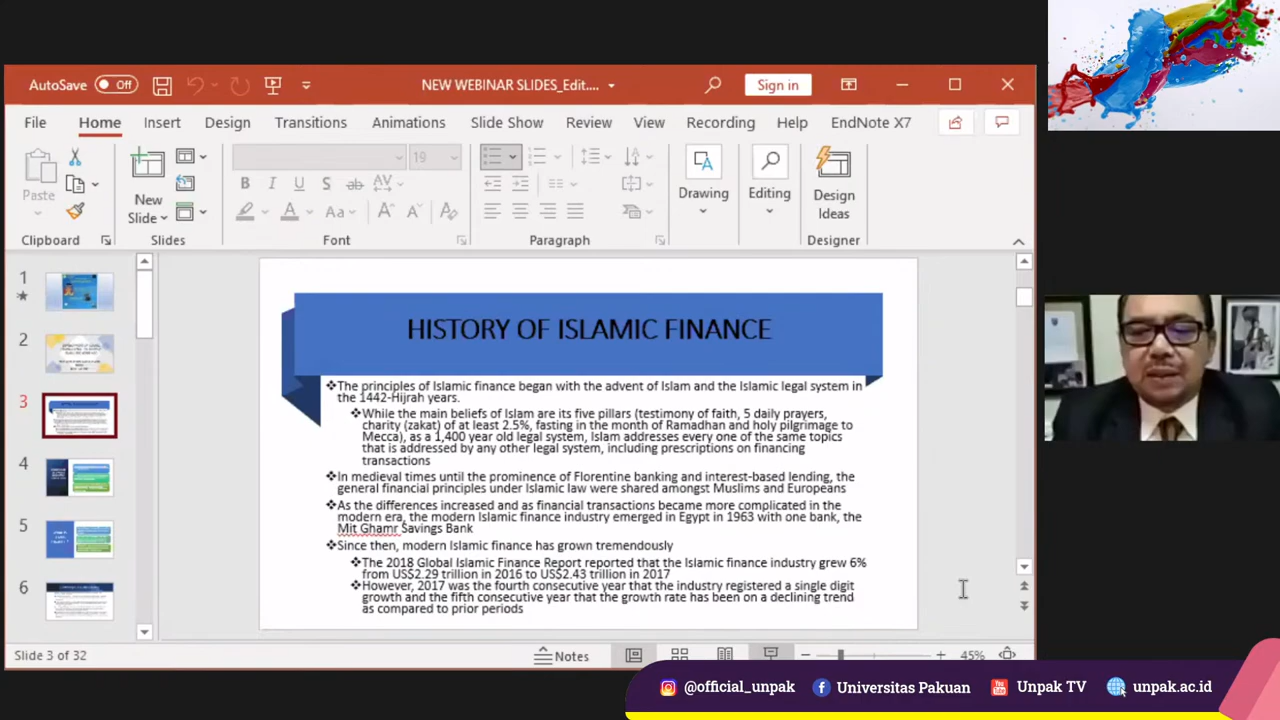 AutoSave Off NEW WEBINAR SLIDES_Edit.... Sign in
File Home Insert Design Transitions Animations Slide Show Review View Recording Help EndNote X7
19
Paste New Slide Drawing Editing Design Ideas
B I U S ab AV
Aa A A
Clipboard Slides Font Paragraph Designer
1
2
3
4
5
6
HISTORY OF ISLAMIC FINANCE
The principles of Islamic finance began with the advent of Islam and the Islamic legal system in
the 1442-Hijrah years.
While the main beliefs of Islam are its five pillars (testimony of faith, 5 daily prayers,
charity (zakat) of at least 2.5%, fasting in the month of Ramadhan and holy pilgrimage to
Mecca), as a 1,400 year old legal system, Islam addresses every one of the same topics
that is addressed by any other legal system, including prescriptions on financing
transactions
In medieval times until the prominence of Florentine banking and interest-based lending, the
general financial principles under Islamic law were shared amongst Muslims and Europeans
As the differences increased and as financial transactions became more complicated in the
modern era, the modern Islamic finance industry emerged in Egypt in 1963 with one bank, the
Mit Ghamr Savings Bank
Since then, modern Islamic finance has grown tremendously
The 2018 Global Islamic Finance Report reported that the Islamic finance industry grew 6%
from US$2.29 trillion in 2016 to US$2.43 trillion in 2017
However, 2017 was the fourth consecutive year that the industry registered a single digit
growth and the fifth consecutive year that the growth rate has been on a declining trend
as compared to prior periods
Slide 3 of 32 Notes 45%
@official_unpak Universitas Pakuan Unpak TV unpak.ac.id